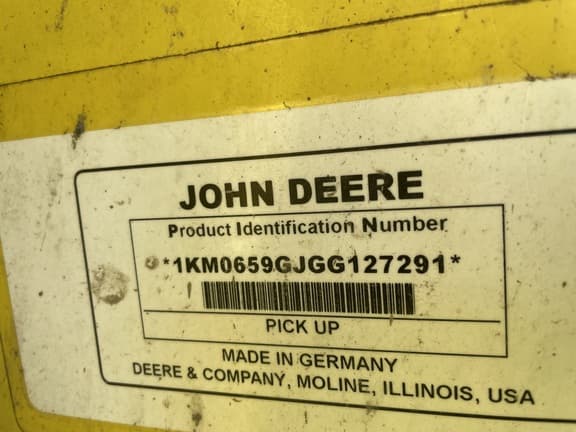 JOHN DEERE
Product Identification Number
*1KM0659GJGG127291*
PICK UP
MADE IN GERMANY
DEERE & COMPANY, MOLINE, ILLINOIS, USA